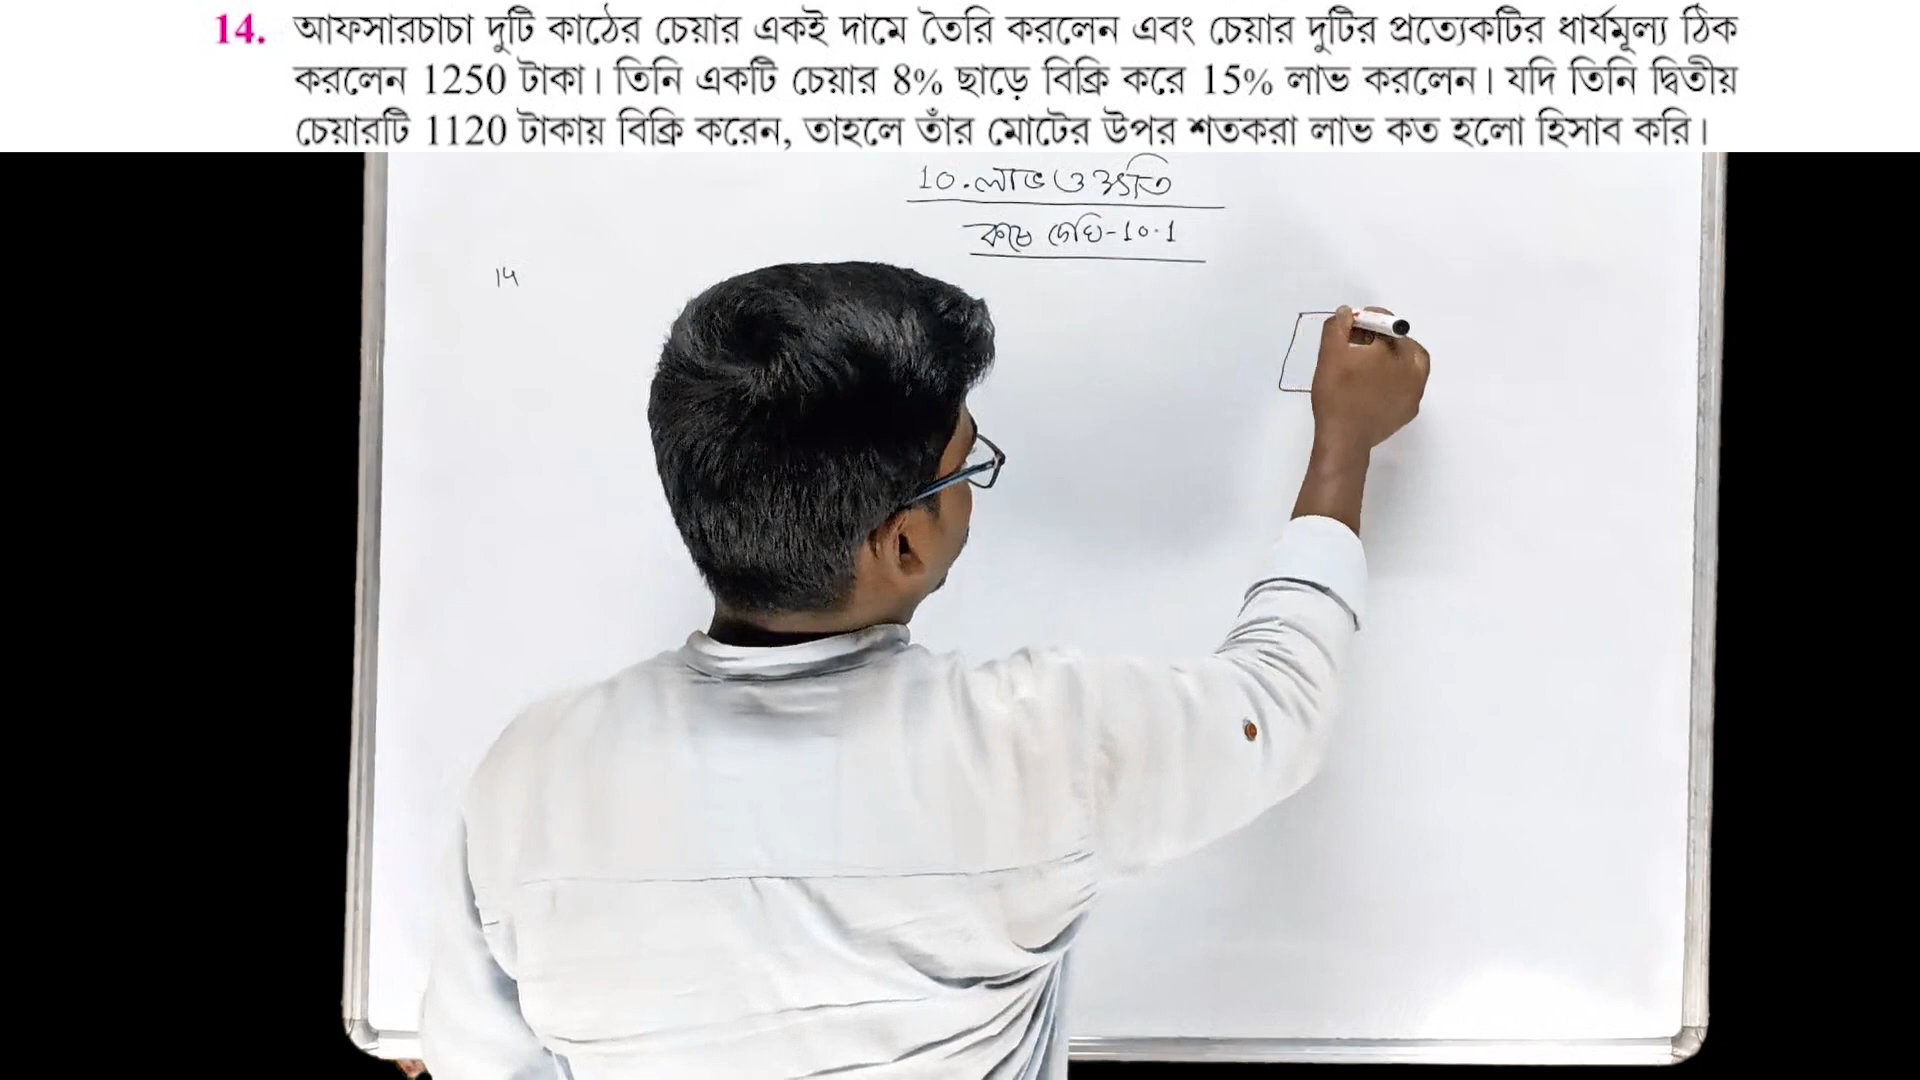 14. আফসারচাচা দুটি কাঠের চেয়ার একই দামে তৈরি করলেন এবং চেয়ার দুটির প্রত্যেকটির ধার্যমূল্য ঠিক
করলেন 1250 টাকা। তিনি একটি চেয়ার 8% ছাড়ে বিক্রি করে 15% লাভ করলেন। যদি তিনি দ্বিতীয়
চেয়ারটি 1120 টাকায় বিক্রি করেন, তাহলে তাঁর মোটের উপর শতকরা লাভ কত হলো হিসাব করি।
10. লাভ ও ক্ষতি
কষে দেখি-10.1
14